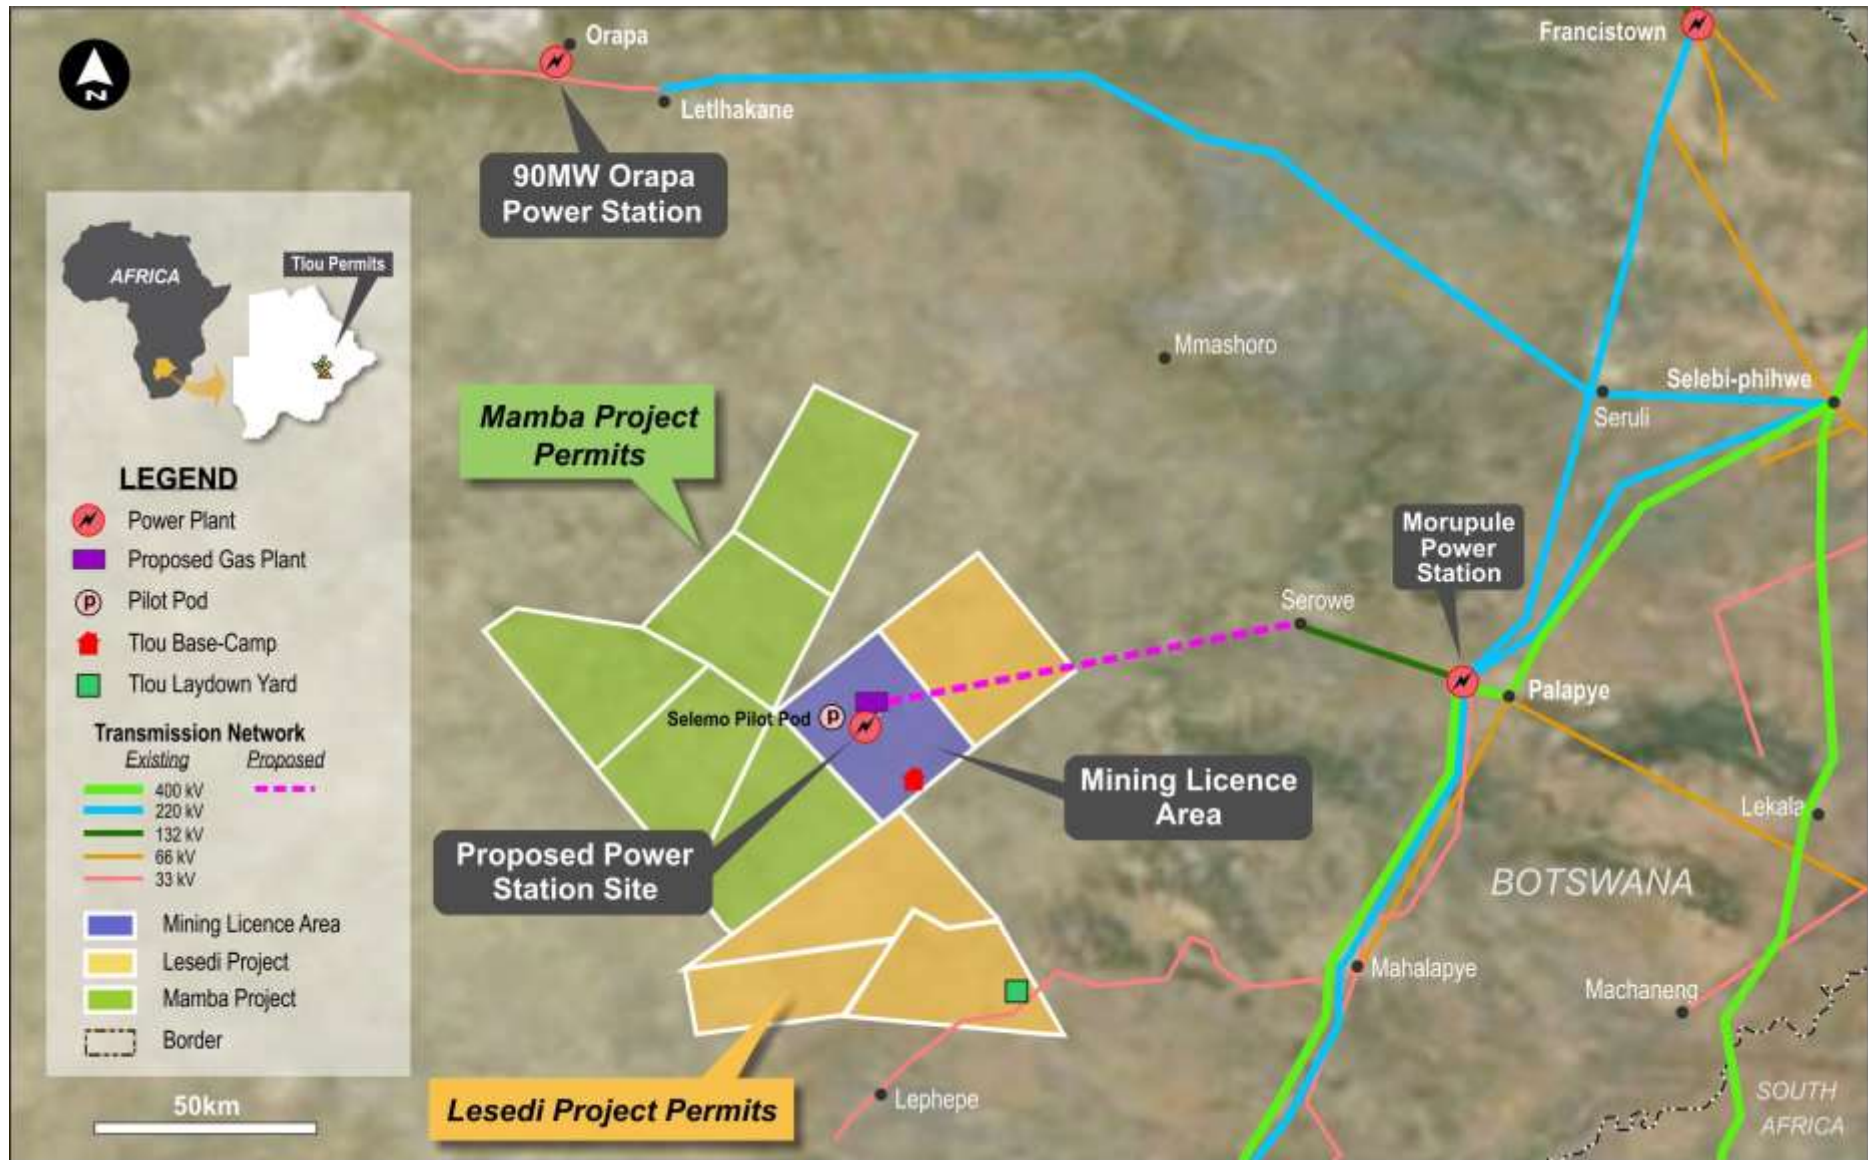 Orapa
Francistown
Letlhakane
90MW Orapa
Power Station
N
Tlou Permits
AFRICA
Mmashoro
Selebi-phihwe
Seruli
Mamba Project
Permits
LEGEND
Power Plant
Proposed Gas Plant
P
Pilot Pod
Tlou Base-Camp
Tlou Laydown Yard
Transmission Network
Existing
Proposed
400 kV
220 kV
132 kV
66 kV
33 kV
Mining Licence Area
Lesedi Project
Mamba Project
Border
50km
Morupule
Power
Station
Serowe
Palapye
Selemo Pilot Pod
P
Mining Licence
Area
Lekala
Proposed Power
Station Site
BOTSWANA
Mahalapye
Machaneng
Lephepe
Lesedi Project Permits
SOUTH
AFRICA